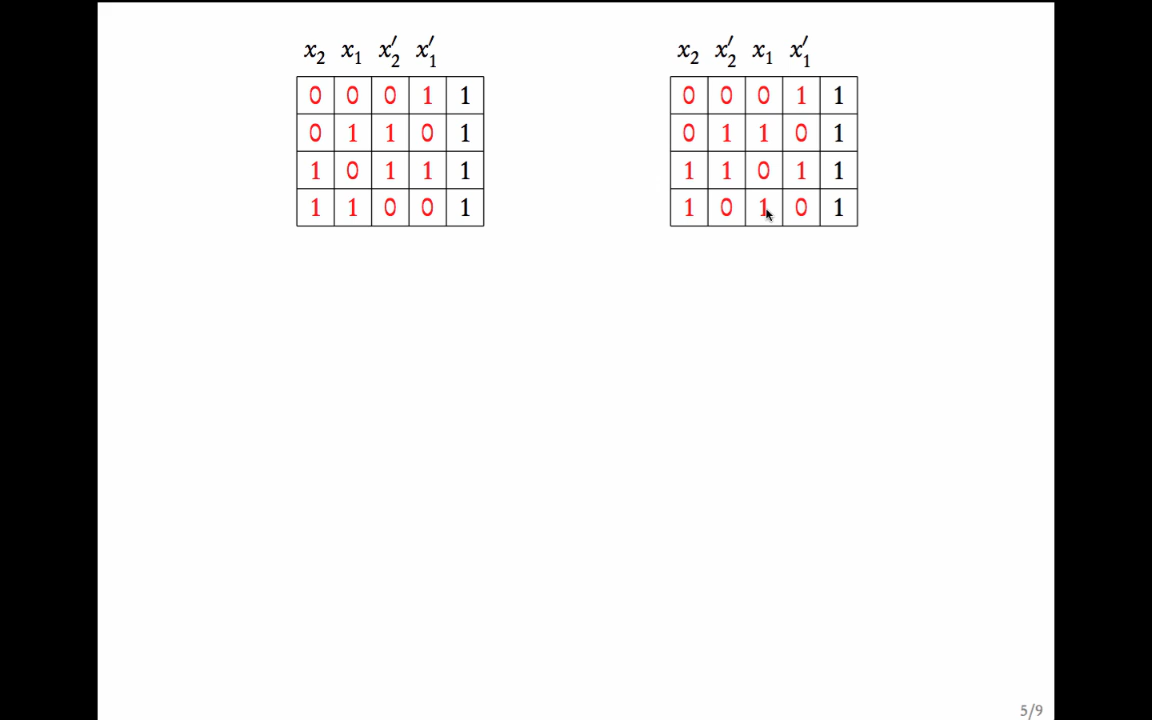 x₂ x₁ x′₂ x′₁
0 0 0 1 1
0 1 1 0 1
1 0 1 1 1
1 1 0 0 1
x₂ x′₂ x₁ x′₁
0 0 0 1 1
0 1 1 0 1
1 1 0 1 1
1 0 1 0 1
5/9